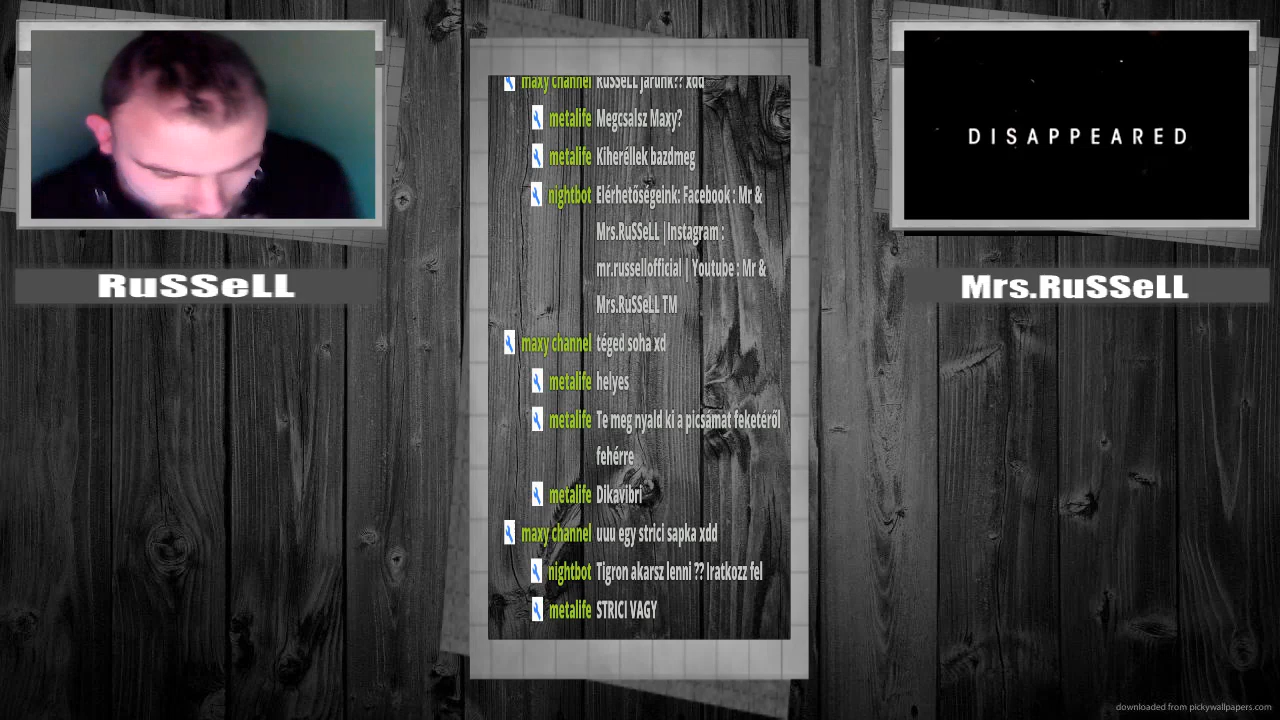 maxy channel RuSSeLL járunk?? xdd
metalife Megcsalsz Maxy?
metalife Kiheréllek bazdmeg
nightbot Elérhetőségeink: Facebook : Mr &
Mrs.RuSSeLL |Instagram :
mr.russellofficial | Youtube : Mr &
Mrs.RuSSeLL TM
maxy channel téged soha xd
metalife helyes
metalife Te meg nyald ki a picsámat feketéről
fehérre
metalife Dikavibri
maxy channel uuu egy strici sapka xdd
nightbot Tigron akarsz lenni ?? Iratkozz fel
metalife STRICI VAGY
RuSSeLL
DISAPPEARED
Mrs.RuSSeLL
downloaded from pickywallpapers.com